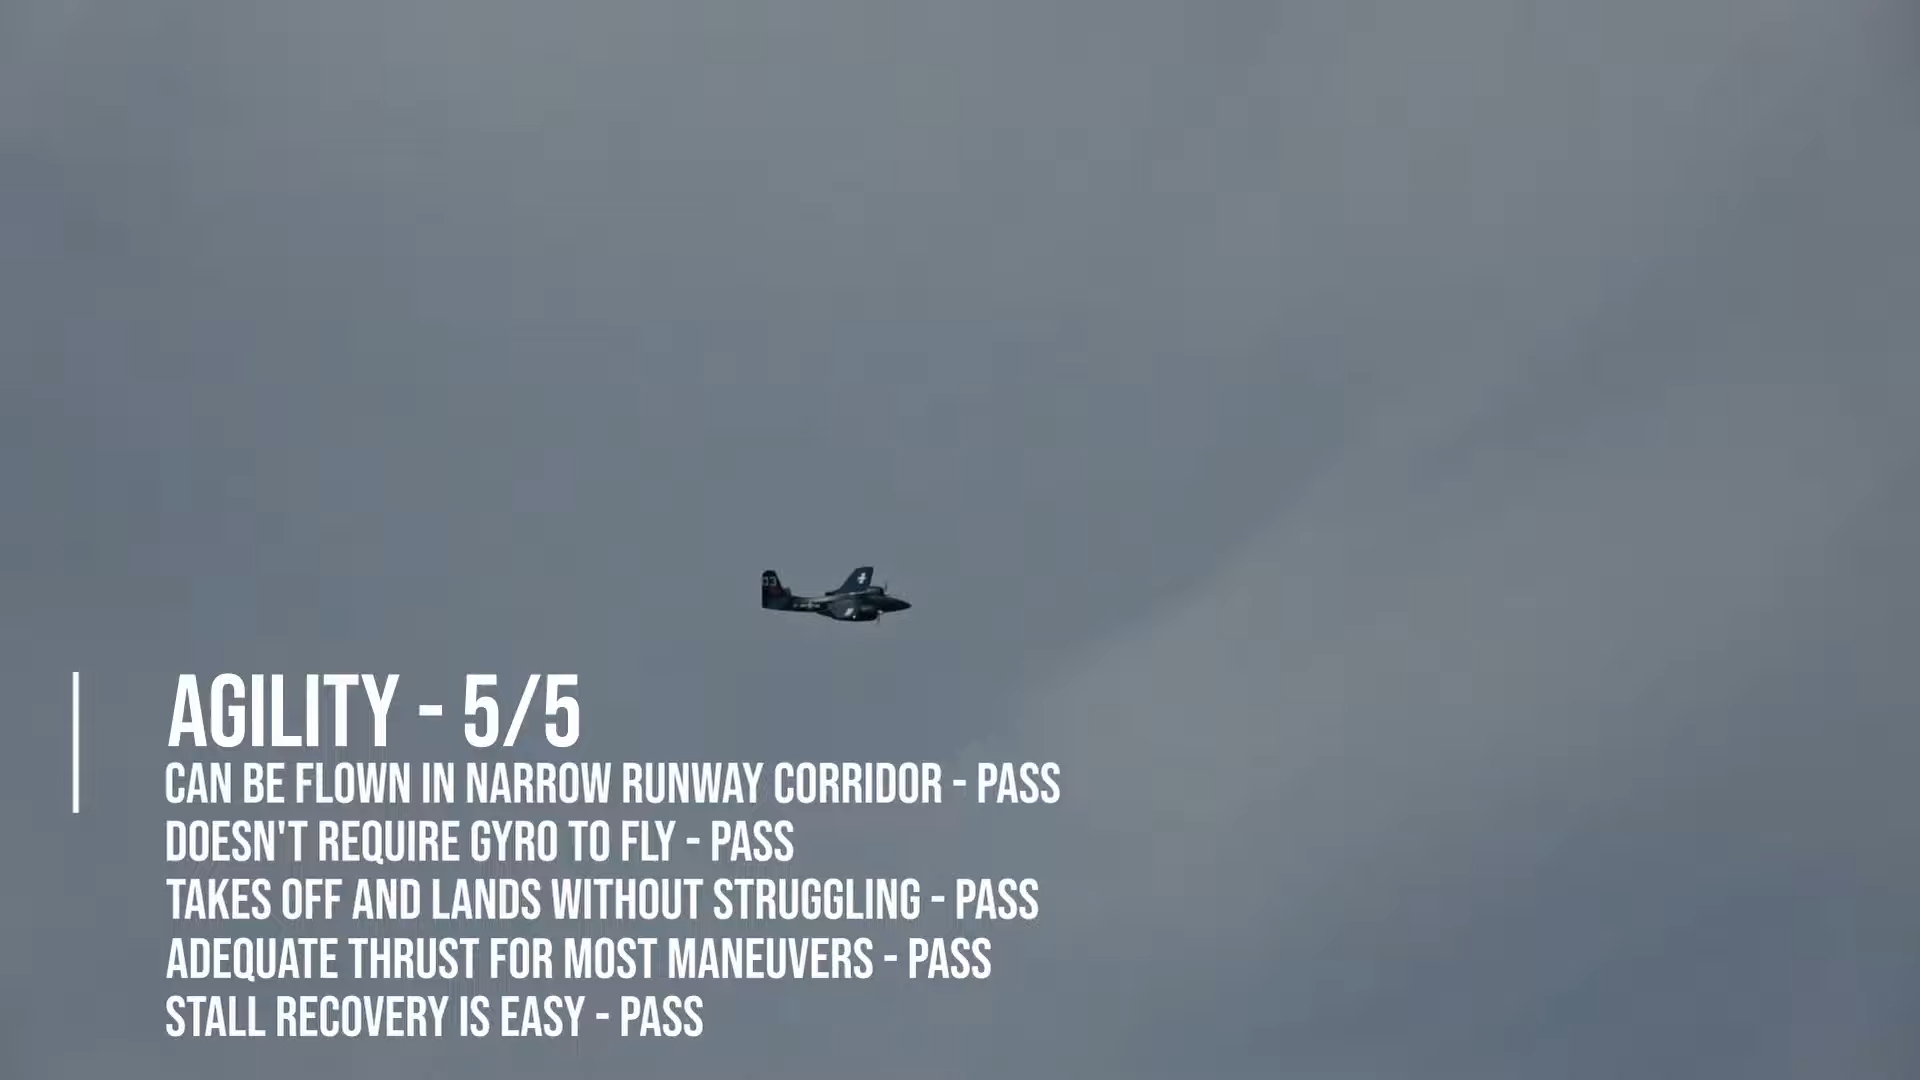 33
AGILITY - 5/5
CAN BE FLOWN IN NARROW RUNWAY CORRIDOR - PASS
DOESN'T REQUIRE GYRO TO FLY - PASS
TAKES OFF AND LANDS WITHOUT STRUGGLING - PASS
ADEQUATE THRUST FOR MOST MANEUVERS - PASS
STALL RECOVERY IS EASY - PASS